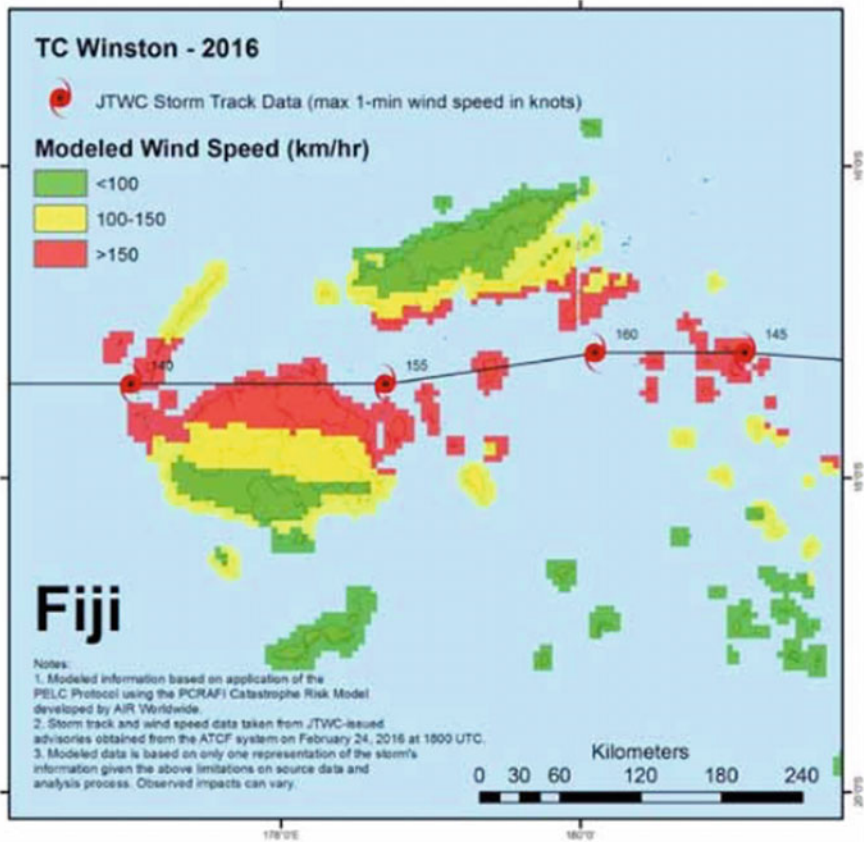 TC Winston - 2016
JTWC Storm Track Data (max 1-min wind speed in knots)
Modeled Wind Speed (km/hr)
<100
100-150
>150
160
145
140
155
Fiji
Notes:
1. Modeled information based on application of the
PELC Protocol using the PCRAFI Catastrophe Risk Model
developed by AIR Worldwide.
2. Storm track and wind speed data taken from JTWC-issued
advisories obtained from the ATCF system on February 24, 2016 at 1800 UTC.
3. Modeled data is based on only one representation of the storm's
information given the above limitations on source data and
analysis process. Observed impacts can vary.
Kilometers
0 30 60 120 180 240
178°0'E 180°0'